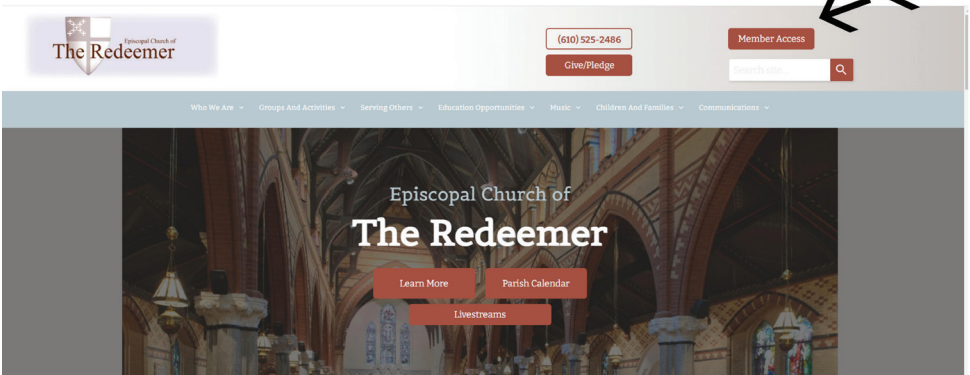 Episcopal Church of
The Redeemer
(610) 525-2486
Give/Pledge
Member Access
Search site...
Who We Are
Groups And Activities
Serving Others
Education Opportunities
Music
Children And Families
Communications
Episcopal Church of
The Redeemer
Learn More
Parish Calendar
Livestreams